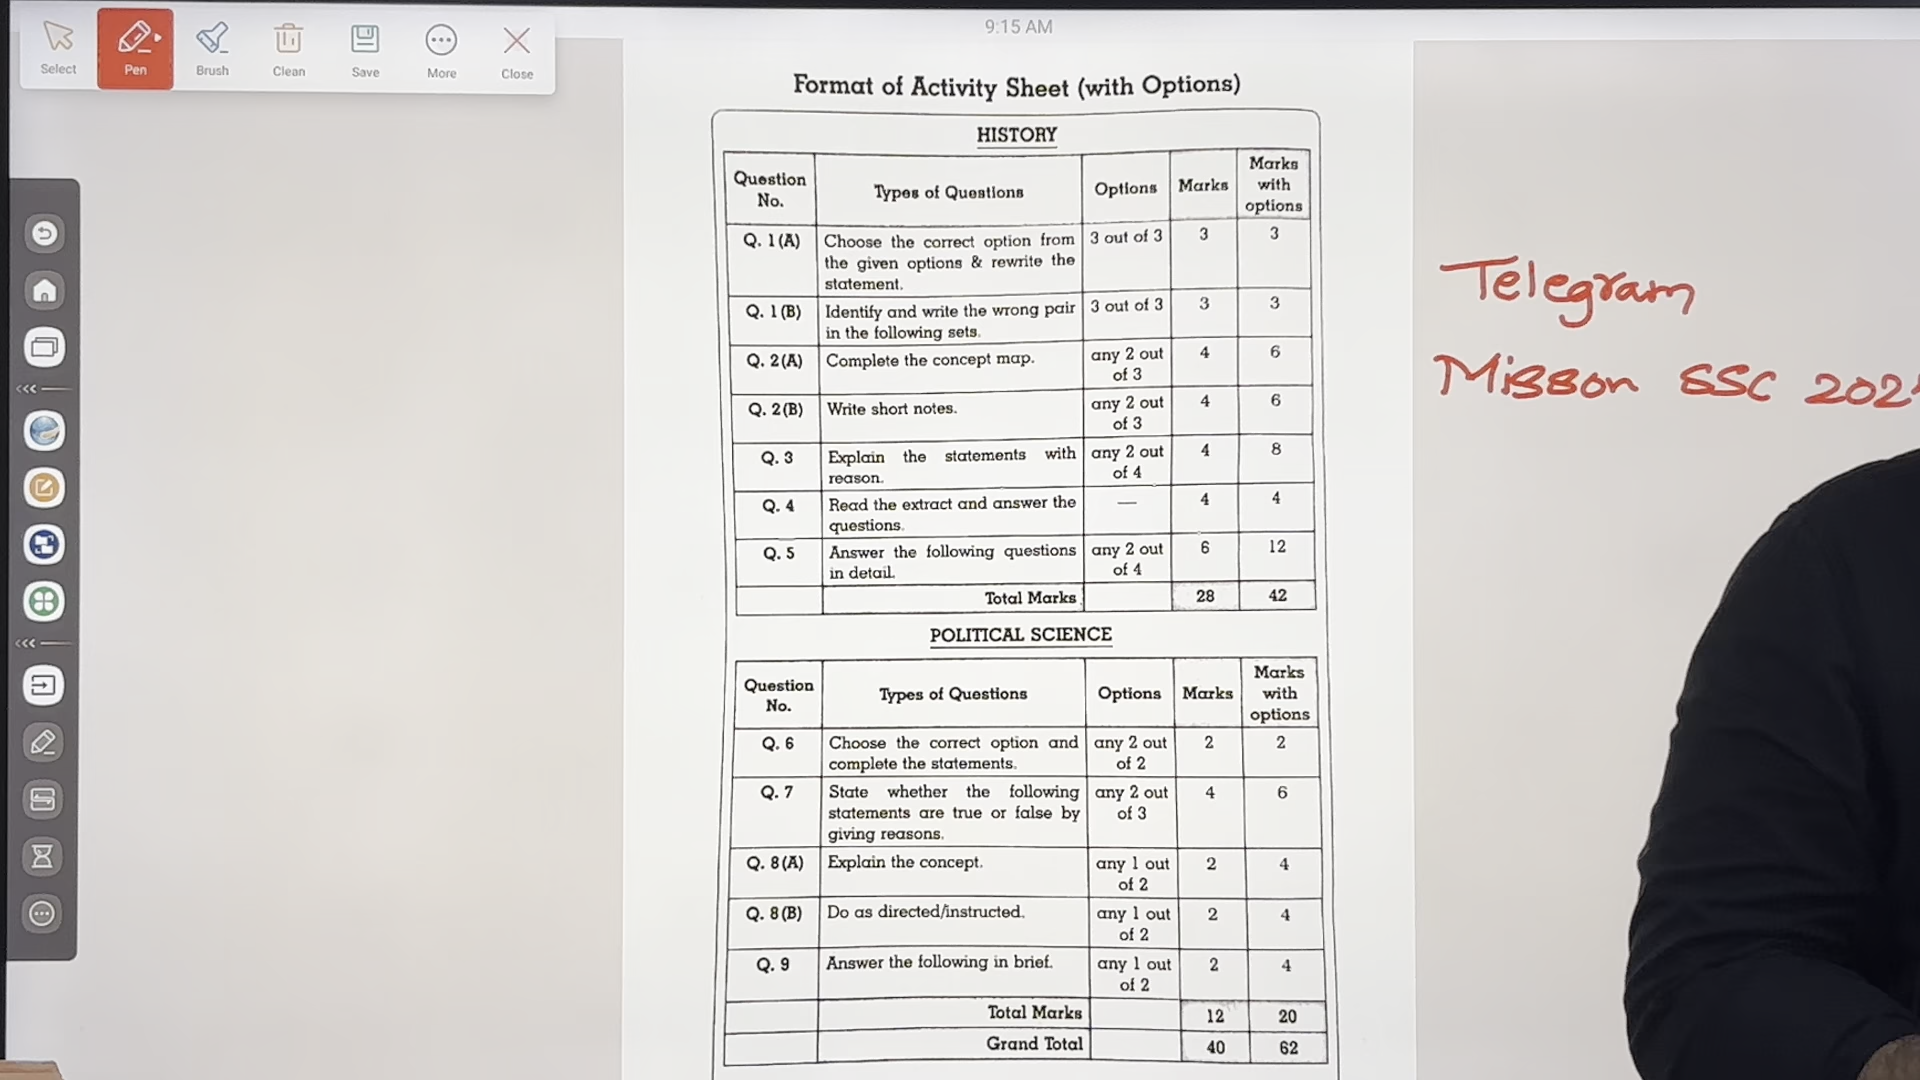 9:15 AM
Select Pen Brush Clean Save More Close
Format of Activity Sheet (with Options)
HISTORY
Question No. Types of Questions Options Marks Marks with options
Q. 1(A) Choose the correct option from the given options & rewrite the statement. 3 out of 3 3 3
Q. 1(B) Identify and write the wrong pair in the following sets. 3 out of 3 3 3
Q. 2(A) Complete the concept map. any 2 out of 3 4 6
Q. 2(B) Write short notes. any 2 out of 3 4 6
Q. 3 Explain the statements with reason. any 2 out of 4 4 8
Q. 4 Read the extract and answer the questions. — 4 4
Q. 5 Answer the following questions in detail. any 2 out of 4 6 12
Total Marks 28 42
POLITICAL SCIENCE
Question No. Types of Questions Options Marks Marks with options
Q. 6 Choose the correct option and complete the statements. any 2 out of 2 2 2
Q. 7 State whether the following statements are true or false by giving reasons. any 2 out of 3 4 6
Q. 8(A) Explain the concept. any 1 out of 2 2 4
Q. 8(B) Do as directed/instructed. any 1 out of 2 2 4
Q. 9 Answer the following in brief. any 1 out of 2 2 4
Total Marks 12 20
Grand Total 40 62
Telegram
Misson SSC